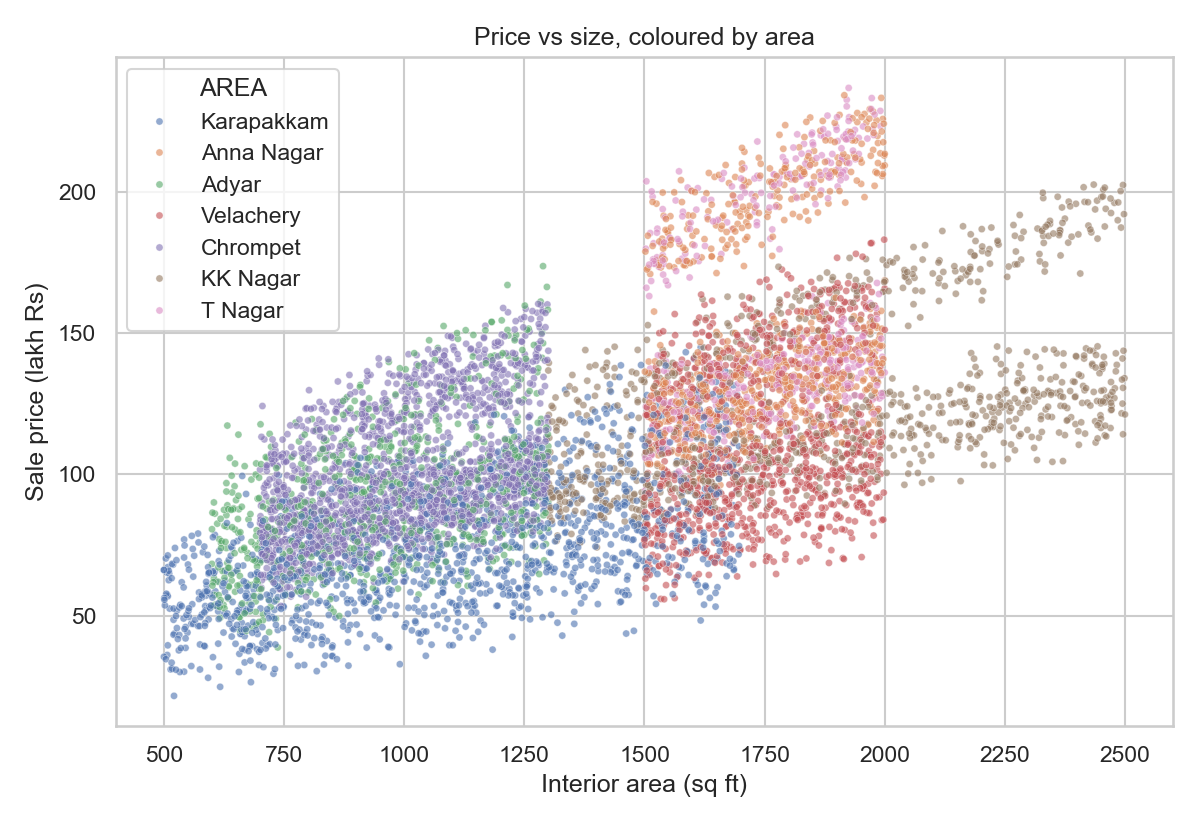 Price vs size, coloured by area
AREA
Karapakkam
Anna Nagar
Adyar
Velachery
Chrompet
KK Nagar
T Nagar
Sale price (lakh Rs)
200
150
100
50
500 750 1000 1250 1500 1750 2000 2250 2500
Interior area (sq ft)